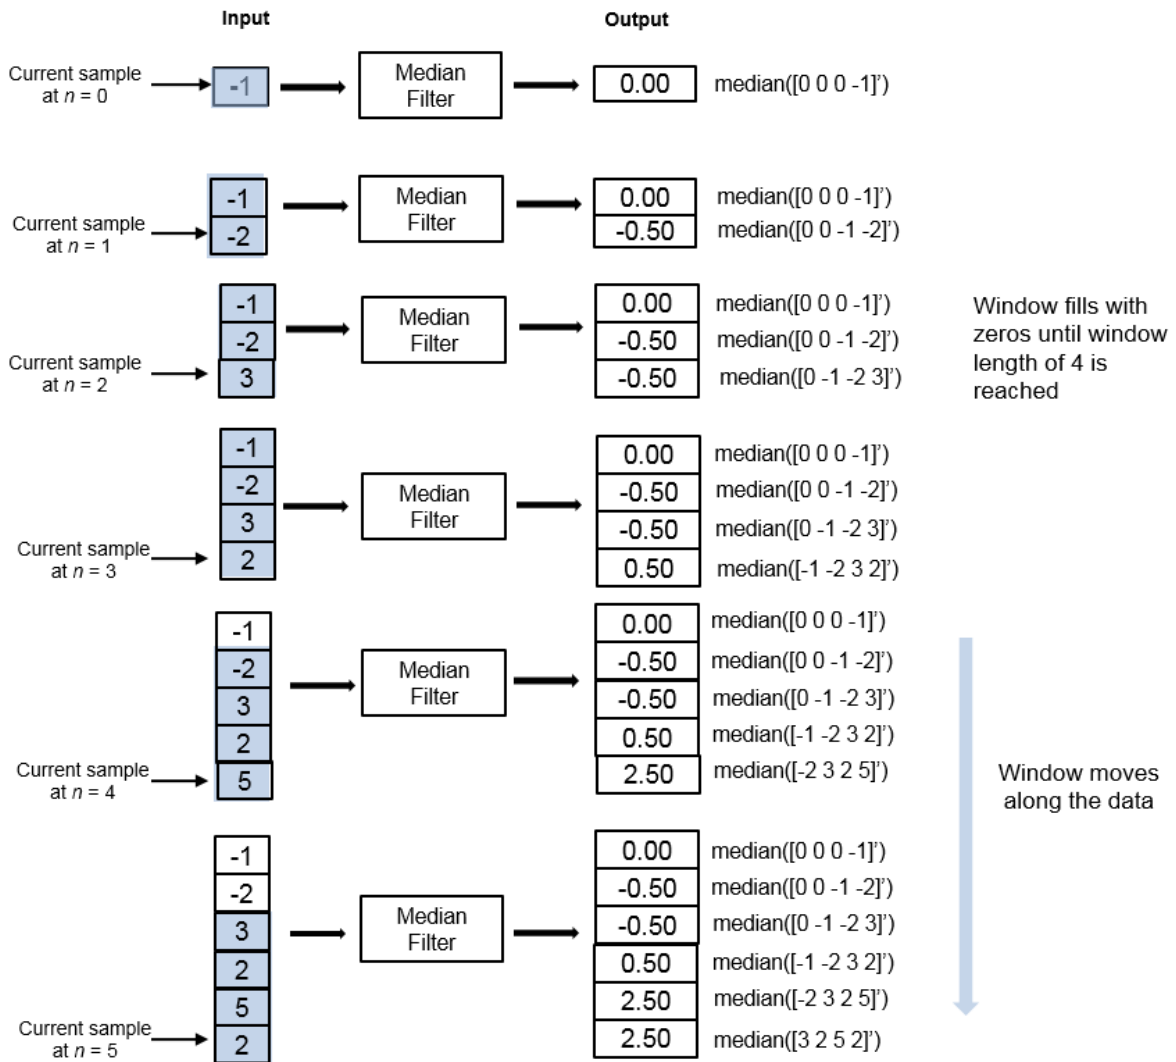 Input
Output
Current sample
at n = 0
-1
Median
Filter
0.00
median([0 0 0 -1]')
Current sample
at n = 1
-1
-2
Median
Filter
0.00
-0.50
median([0 0 0 -1]')
median([0 0 -1 -2]')
Current sample
at n = 2
-1
-2
3
Median
Filter
0.00
-0.50
-0.50
median([0 0 0 -1]')
median([0 0 -1 -2]')
median([0 -1 -2 3]')
Window fills with
zeros until window
length of 4 is
reached
Current sample
at n = 3
-1
-2
3
2
Median
Filter
0.00
-0.50
-0.50
0.50
median([0 0 0 -1]')
median([0 0 -1 -2]')
median([0 -1 -2 3]')
median([-1 -2 3 2]')
Current sample
at n = 4
-1
-2
3
2
5
Median
Filter
0.00
-0.50
-0.50
0.50
2.50
median([0 0 0 -1]')
median([0 0 -1 -2]')
median([0 -1 -2 3]')
median([-1 -2 3 2]')
median([-2 3 2 5]')
Window moves
along the data
Current sample
at n = 5
-1
-2
3
2
5
2
Median
Filter
0.00
-0.50
-0.50
0.50
2.50
2.50
median([0 0 0 -1]')
median([0 0 -1 -2]')
median([0 -1 -2 3]')
median([-1 -2 3 2]')
median([-2 3 2 5]')
median([3 2 5 2]')